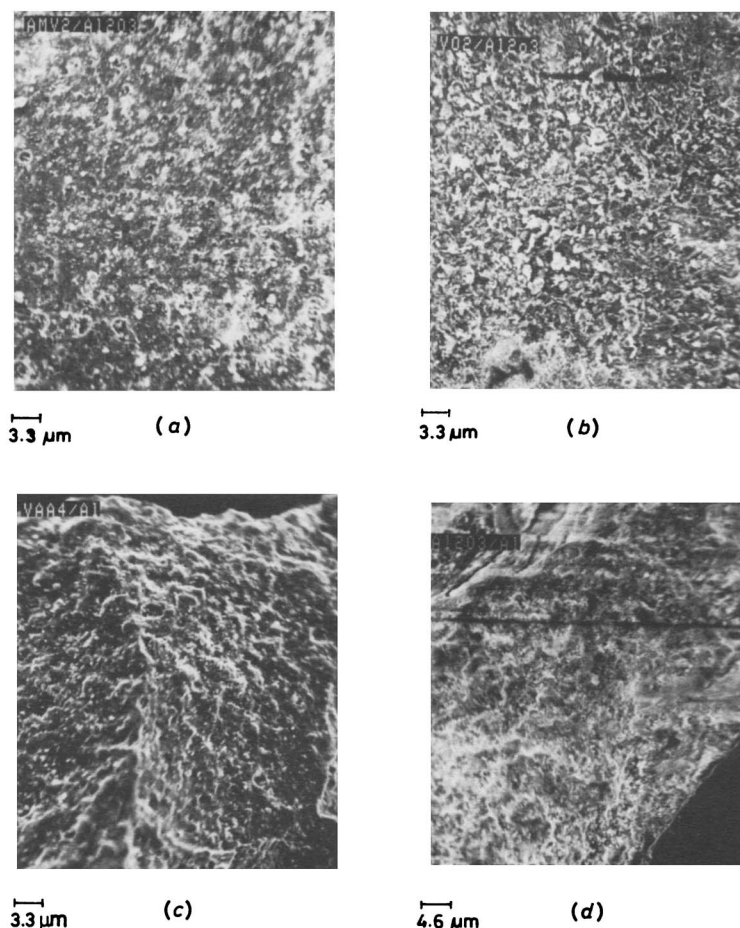 AMV2/Al2O3
3.3 µm
(a)
VO2/Al2o3
3.3 µm
(b)
VAA4/Al
3.3 µm
(c)
Al2O3/Al
4.6 µm
(d)